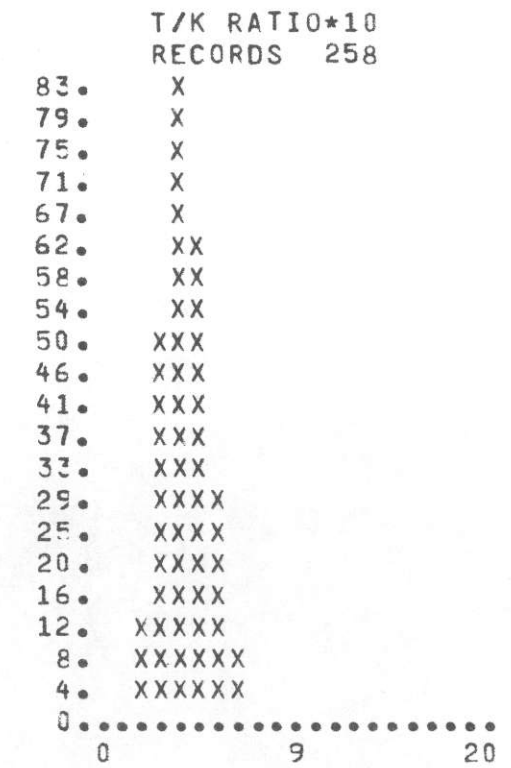 T/K RATIO*10
RECORDS 258
83. X
79. X
75. X
71. X
67. X
62. XX
58. XX
54. XX
50. XXX
46. XXX
41. XXX
37. XXX
33. XXX
29. XXXX
25. XXXX
20. XXXX
16. XXXX
12. XXXXX
8. XXXXXX
4. XXXXXX
0.......................
0 9 20